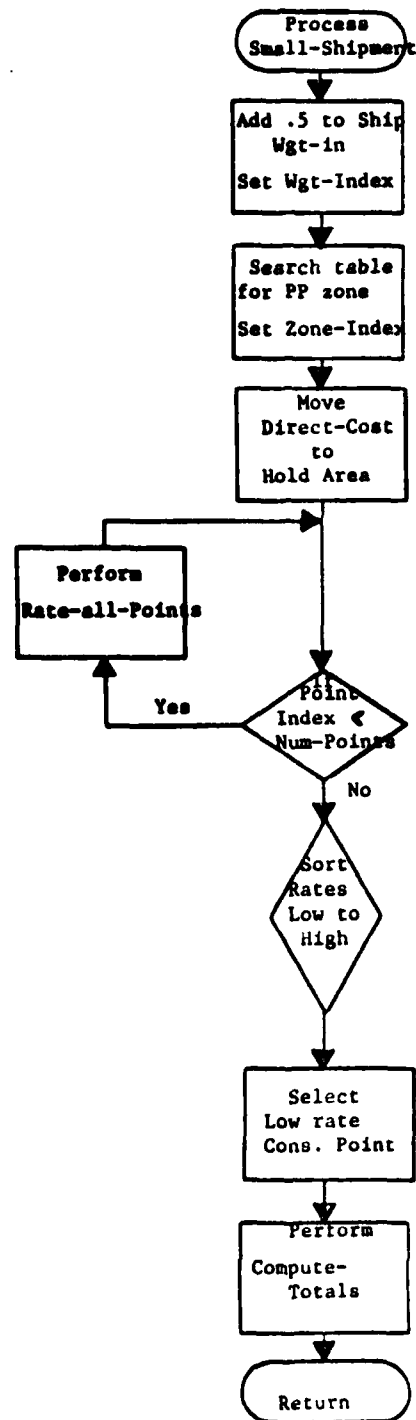 Process
Small-Shipment
Add .5 to Ship
Wgt-in
Set Wgt-Index
Search table
for PP zone
Set Zone-Index
Move
Direct-Cost
to
Hold Area
Perform
Rate-all-Points
Yes
If
Point
Index <
Num-Points
No
Sort
Rates
Low to
High
Select
Low rate
Cons. Point
Perform
Compute-
Totals
Return